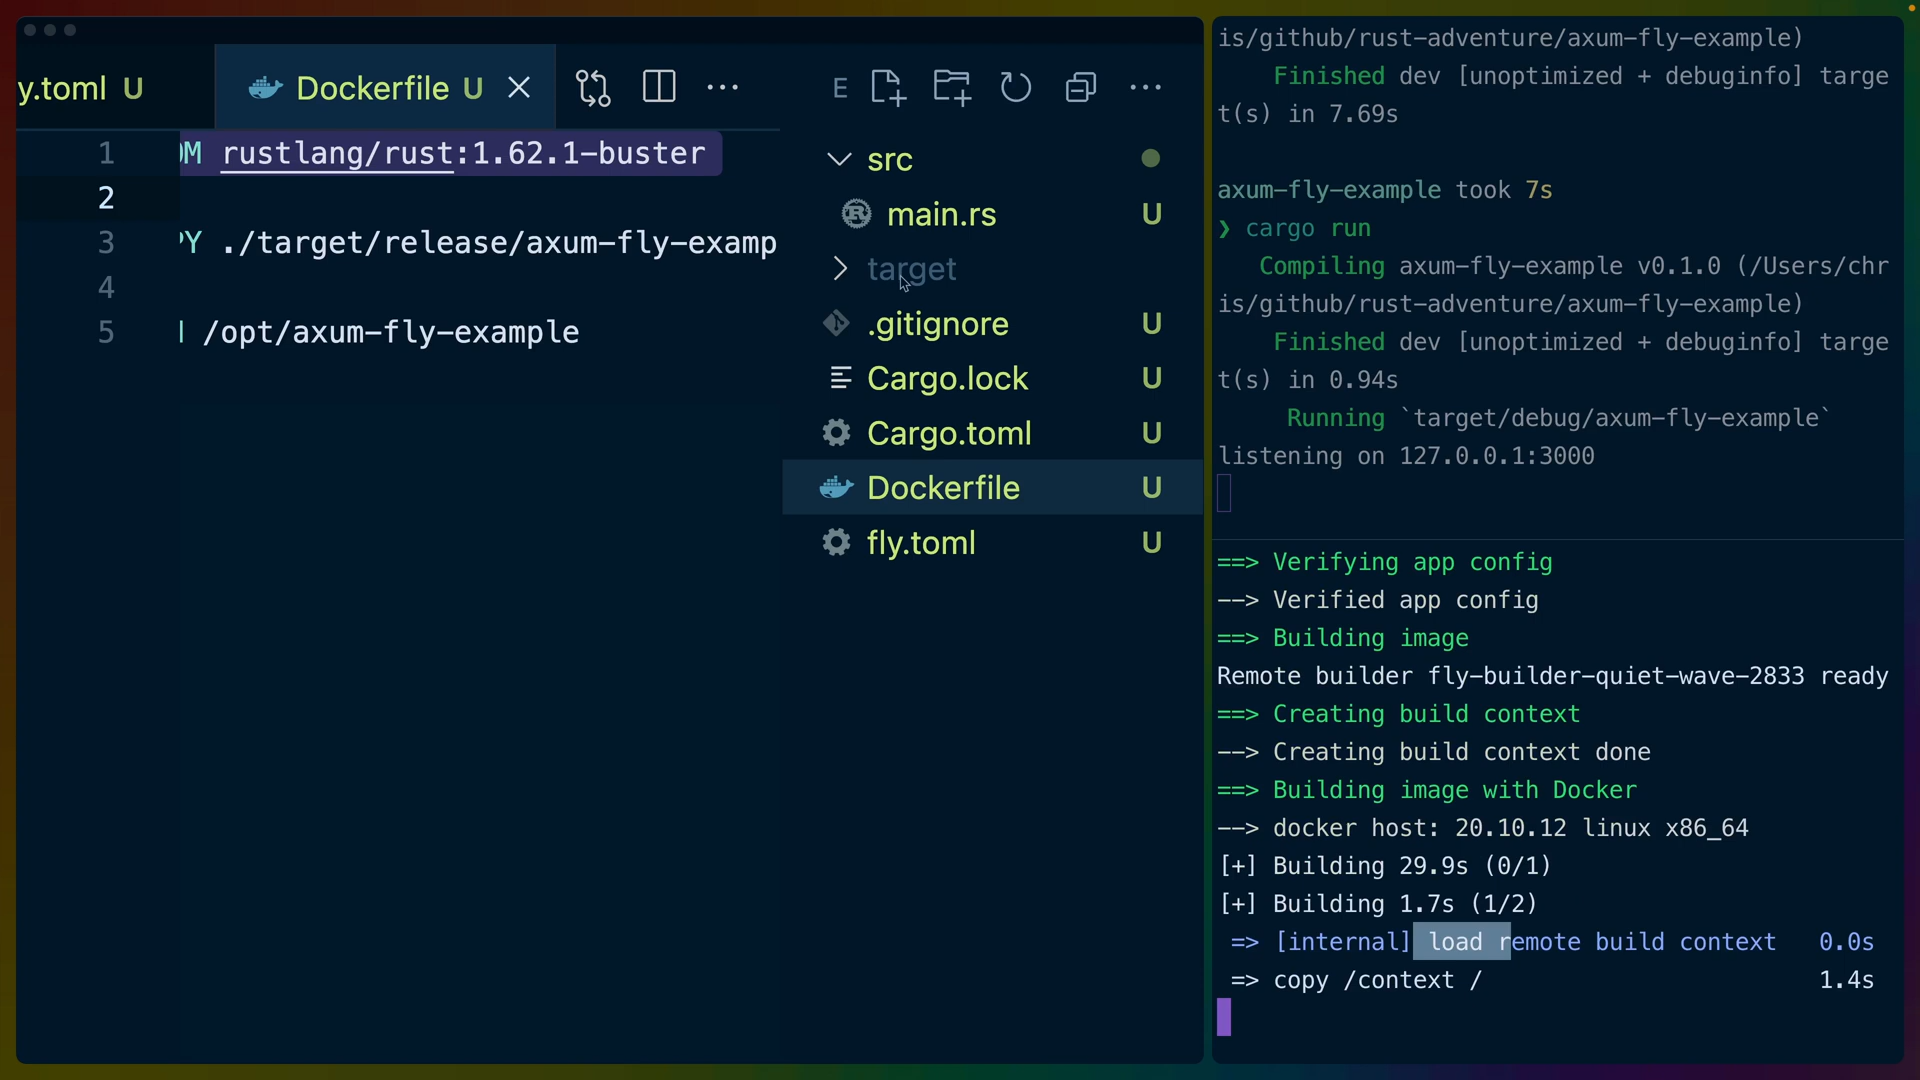 y.toml U
Dockerfile U
E
1 OM rustlang/rust:1.62.1-buster
2
3 PY ./target/release/axum-fly-examp
4
5 /opt/axum-fly-example
src
main.rs U
target
.gitignore U
Cargo.lock U
Cargo.toml U
Dockerfile U
fly.toml U
is/github/rust-adventure/axum-fly-example)
Finished dev [unoptimized + debuginfo] targe
t(s) in 7.69s
axum-fly-example took 7s
❯ cargo run
Compiling axum-fly-example v0.1.0 (/Users/chr
is/github/rust-adventure/axum-fly-example)
Finished dev [unoptimized + debuginfo] targe
t(s) in 0.94s
Running `target/debug/axum-fly-example`
listening on 127.0.0.1:3000
==> Verifying app config
--> Verified app config
==> Building image
Remote builder fly-builder-quiet-wave-2833 ready
==> Creating build context
--> Creating build context done
==> Building image with Docker
--> docker host: 20.10.12 linux x86_64
[+] Building 29.9s (0/1)
[+] Building 1.7s (1/2)
=> [internal] load remote build context 0.0s
=> copy /context / 1.4s